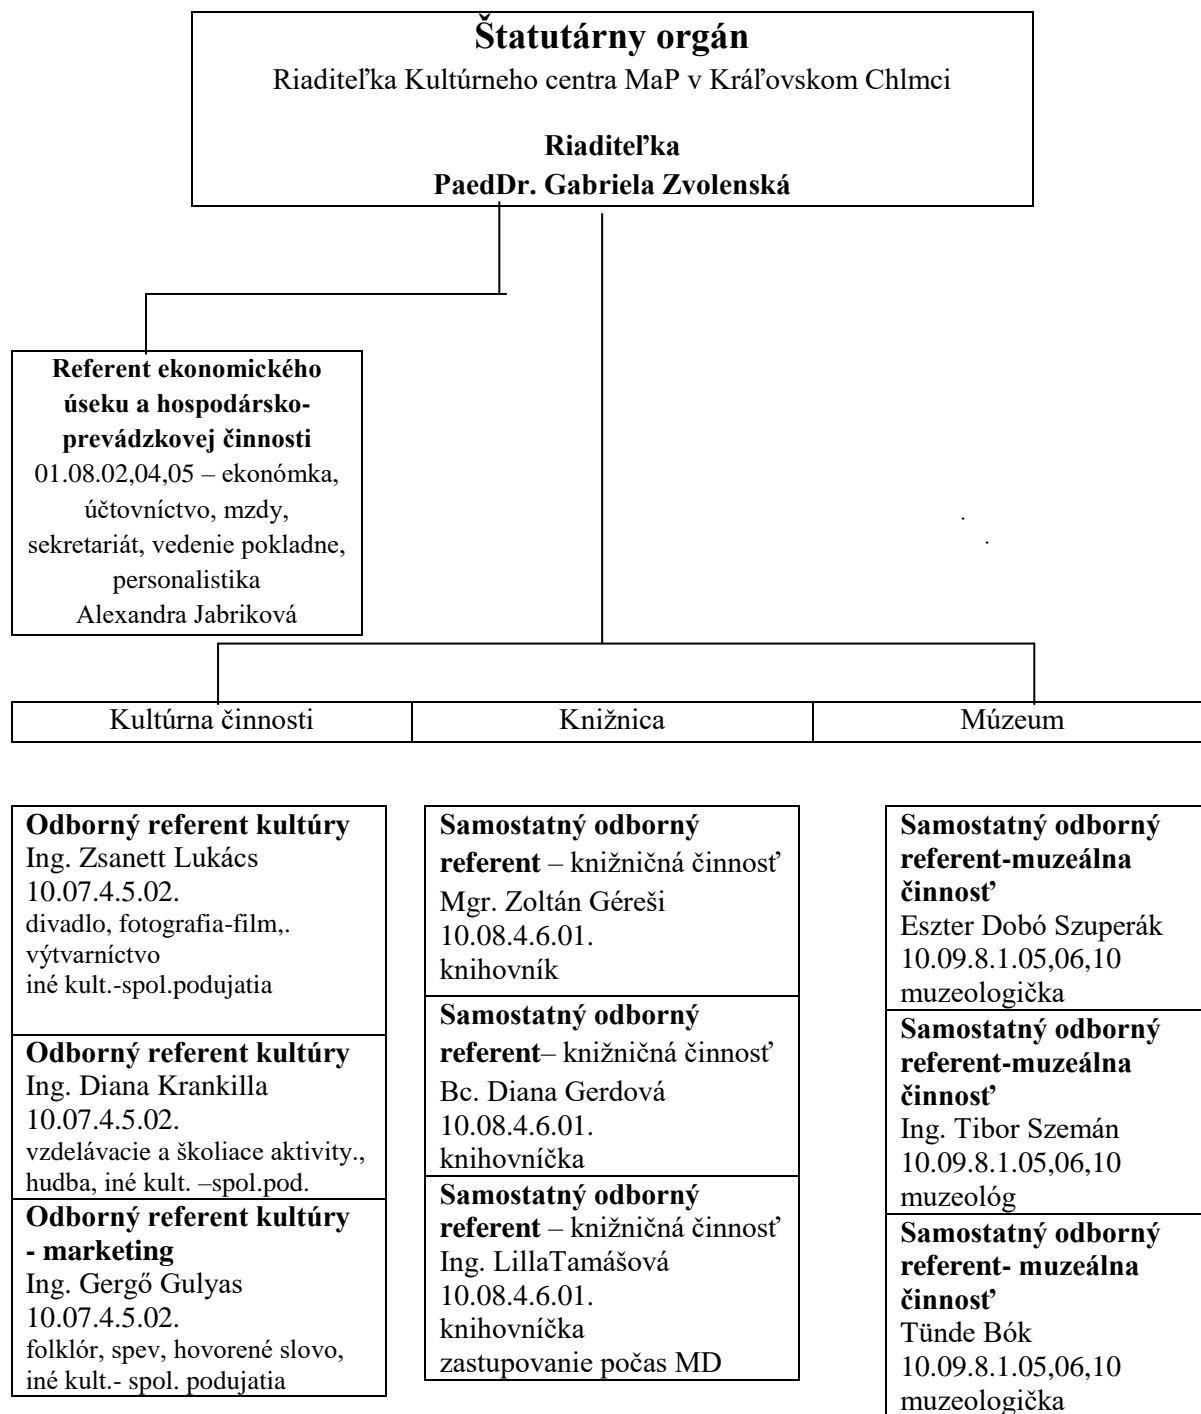 Štatutárny orgán
Riaditeľka Kultúrneho centra MaP v Kráľovskom Chlmci
Riaditeľka
PaedDr. Gabriela Zvolenská
Referent ekonomického
úseku a hospodársko-
prevádzkovej činnosti
01.08.02,04,05 – ekonómka,
účtovníctvo, mzdy,
sekretariát, vedenie pokladne,
personalistika
Alexandra Jabriková
.
.
Kultúrna činnosti
Knižnica
Múzeum
Odborný referent kultúry
Ing. Zsanett Lukács
10.07.4.5.02.
divadlo, fotografia-film,.
výtvarníctvo
iné kult.-spol.podujatia
Odborný referent kultúry
Ing. Diana Krankilla
10.07.4.5.02.
vzdelávacie a školiace aktivity.,
hudba, iné kult. –spol.pod.
Odborný referent kultúry
- marketing
Ing. Gergő Gulyas
10.07.4.5.02.
folklór, spev, hovorené slovo,
iné kult.- spol. podujatia
Samostatný odborný
referent – knižničná činnosť
Mgr. Zoltán Géreši
10.08.4.6.01.
knihovník
Samostatný odborný
referent– knižničná činnosť
Bc. Diana Gerdová
10.08.4.6.01.
knihovníčka
Samostatný odborný
referent – knižničná činnosť
Ing. LillaTamášová
10.08.4.6.01.
knihovníčka
zastupovanie počas MD
Samostatný odborný
referent-muzeálna
činnosť
Eszter Dobó Szuperák
10.09.8.1.05,06,10
muzeologička
Samostatný odborný
referent-muzeálna
činnosť
Ing. Tibor Szemán
10.09.8.1.05,06,10
muzeológ
Samostatný odborný
referent- muzeálna
činnosť
Tünde Bók
10.09.8.1.05,06,10
muzeologička